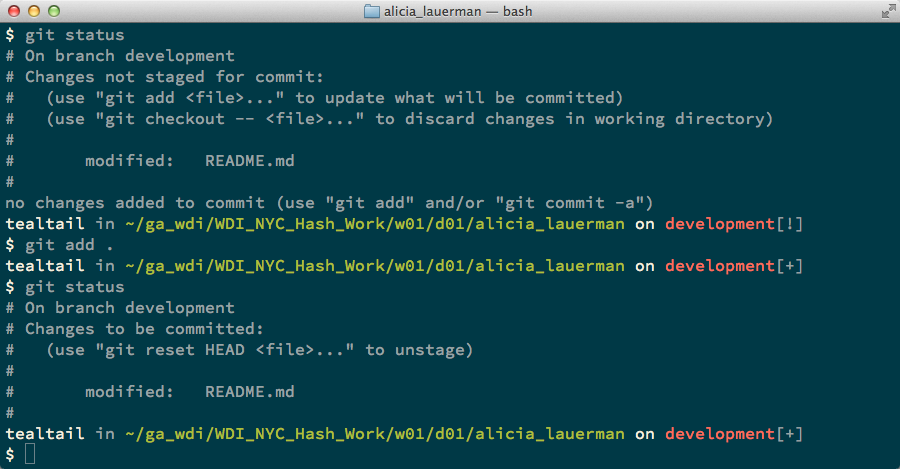 alicia_lauerman — bash
$ git status
# On branch development
# Changes not staged for commit:
#   (use "git add <file>..." to update what will be committed)
#   (use "git checkout -- <file>..." to discard changes in working directory)
#
#       modified:   README.md
#
no changes added to commit (use "git add" and/or "git commit -a")
tealtail in ~/ga_wdi/WDI_NYC_Hash_Work/w01/d01/alicia_lauerman on development[!]
$ git add .
tealtail in ~/ga_wdi/WDI_NYC_Hash_Work/w01/d01/alicia_lauerman on development[+]
$ git status
# On branch development
# Changes to be committed:
#   (use "git reset HEAD <file>..." to unstage)
#
#       modified:   README.md
#
tealtail in ~/ga_wdi/WDI_NYC_Hash_Work/w01/d01/alicia_lauerman on development[+]
$